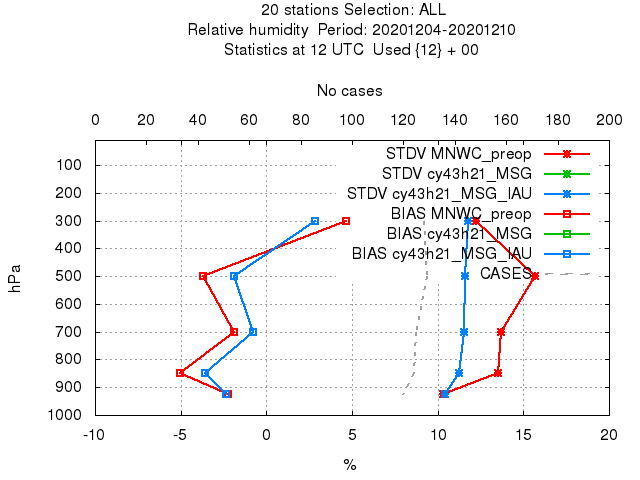 20 stations Selection: ALL
Relative humidity  Period: 20201204-20201210
Statistics at 12 UTC  Used {12} + 00
No cases
0 20 40 60 80 100 120 140 160 180 200
STDV MNWC_preop
STDV cy43h21_MSG
STDV cy43h21_MSG_IAU
BIAS MNWC_preop
BIAS cy43h21_MSG
BIAS cy43h21_MSG_IAU
CASES
hPa
100
200
300
400
500
600
700
800
900
1000
-10 -5 0 5 10 15 20
%